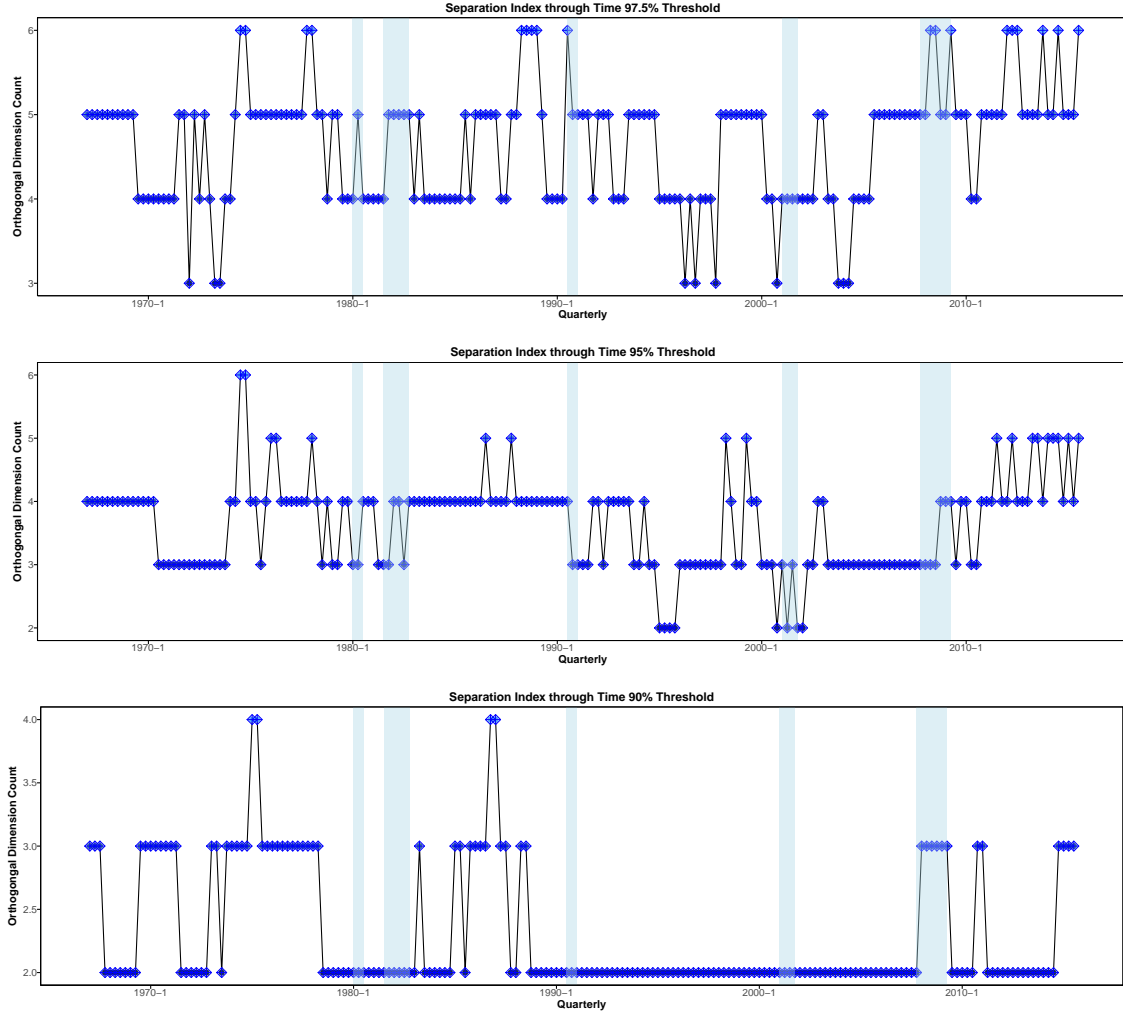 Separation Index through Time 97.5% Threshold
Orthogongal Dimension Count
6
5
4
3
1970–1 1980–1 1990–1 2000–1 2010–1
Quarterly
Separation Index through Time 95% Threshold
Orthogongal Dimension Count
6
5
4
3
2
1970–1 1980–1 1990–1 2000–1 2010–1
Quarterly
Separation Index through Time 90% Threshold
Orthogongal Dimension Count
4.0
3.5
3.0
2.5
2.0
1970–1 1980–1 1990–1 2000–1 2010–1
Quarterly